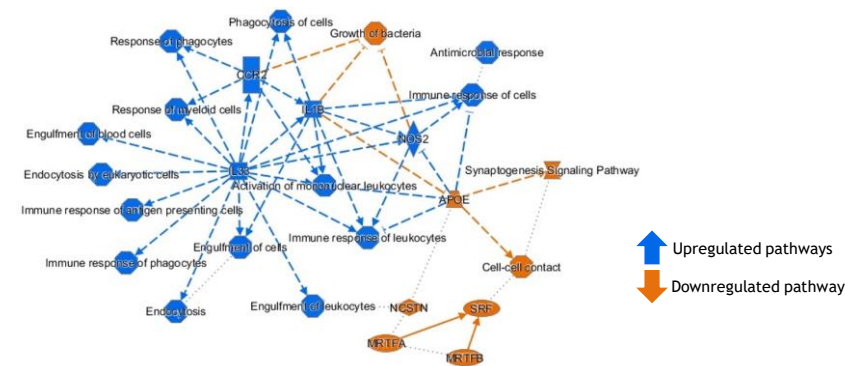 Phagocytosis of cells
Growth of bacteria
Response of phagocytes
Antimicrobial response
CCR2
Immune response of cells
Response of myeloid cells
IL1B
Engulfment of blood cells
NOS2
Endocytosis by eukaryotic cells
IL33
Synaptogenesis Signaling Pathway
Activation of mononuclear leukocytes
APOE
Immune response of antigen presenting cells
Engulfment of cells
Immune response of leukocytes
Upregulated pathways
Immune response of phagocytes
Cell-cell contact
Downregulated pathway
Endocytosis
Engulfment of leukocytes
NCSTN
SRF
MRTFA
MRTFB